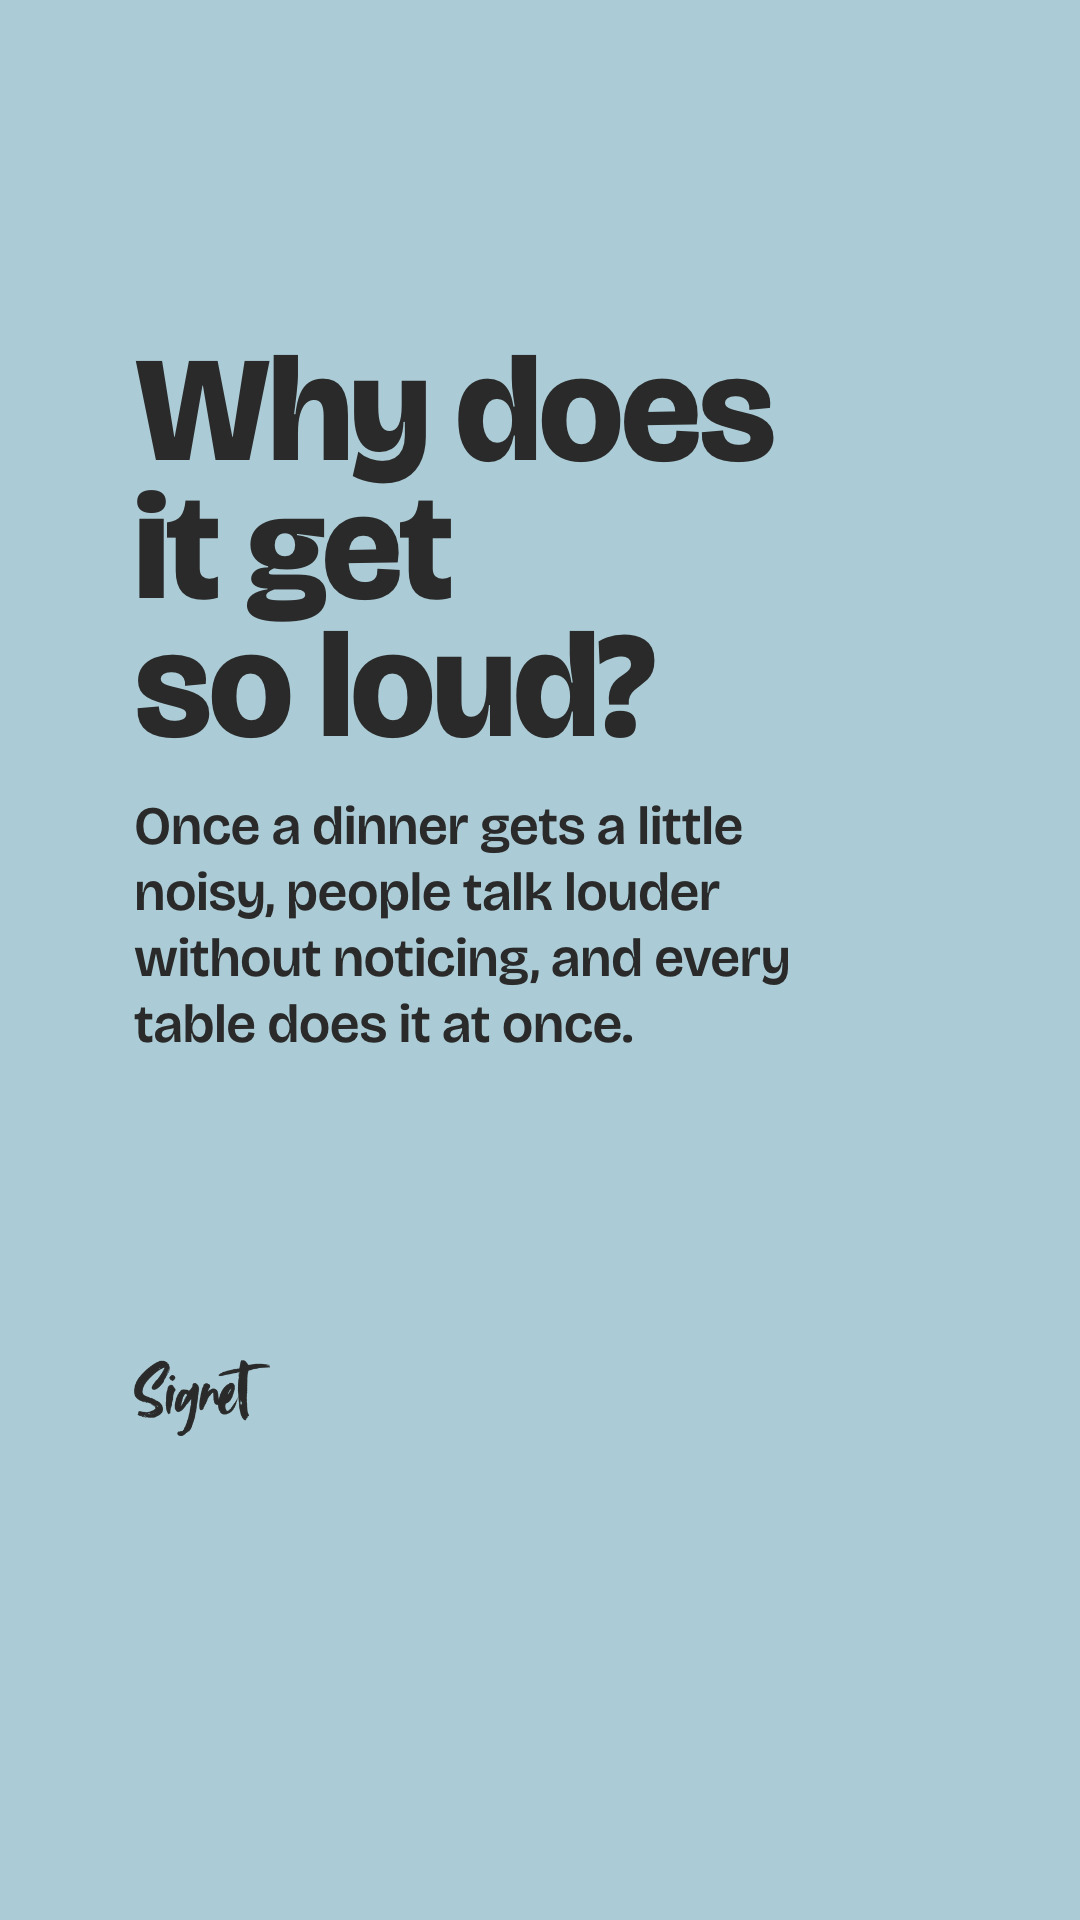 Why does
it get
so loud?
Once a dinner gets a little
noisy, people talk louder
without noticing, and every
table does it at once.
Signet